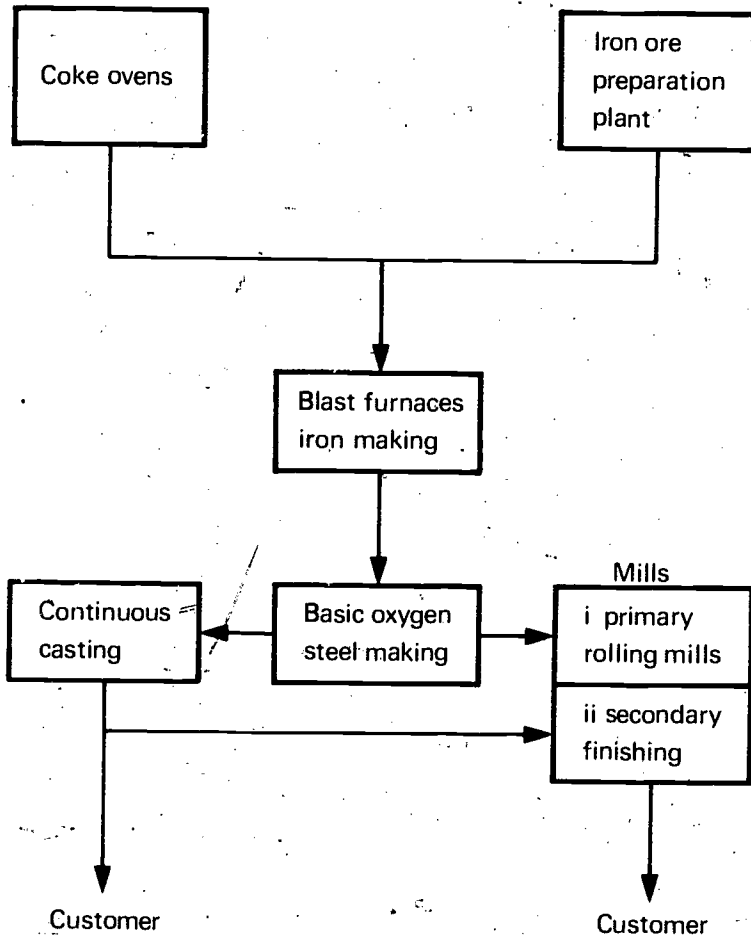 Coke ovens
Iron ore
preparation
plant
Blast furnaces
iron making
Continuous
casting
Basic oxygen
steel making
Mills
i primary
rolling mills
ii secondary
finishing
Customer
Customer